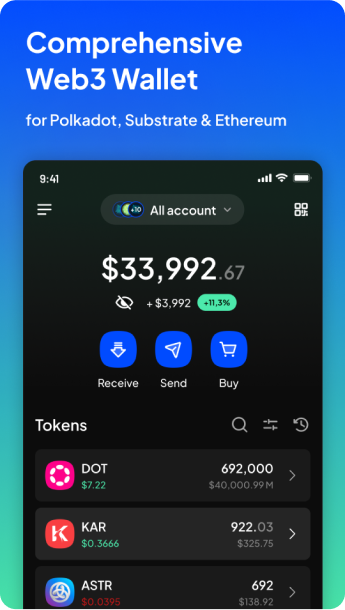 Comprehensive
Web3 Wallet
for Polkadot, Substrate & Ethereum
9:41
+10 All account
$33,992.67
+ $3,992 +11,3%
Receive Send Buy
Tokens
DOT 692,000
$7.22 $40,000.99 M
KAR 922.03
$0.3666 $325.75
ASTR 692
$0.0395 $138.92